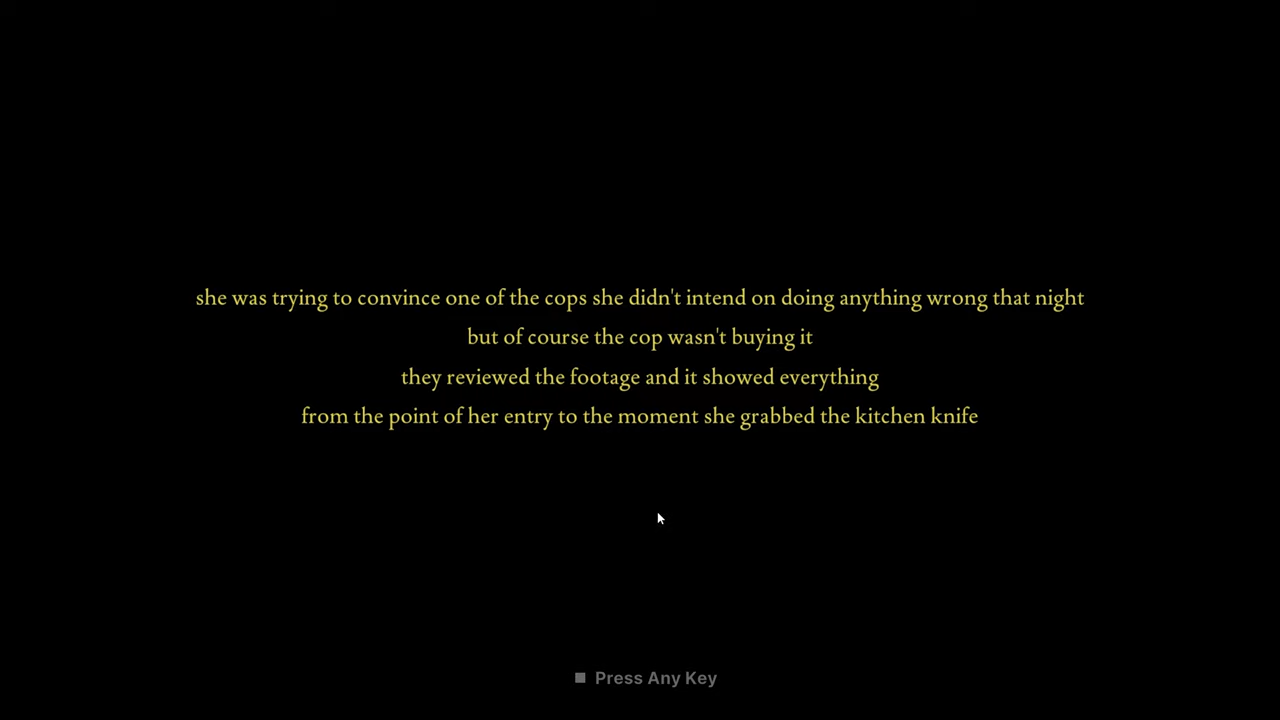 she was trying to convince one of the cops she didn't intend on doing anything wrong that night
but of course the cop wasn't buying it
they reviewed the footage and it showed everything
from the point of her entry to the moment she grabbed the kitchen knife
Press Any Key